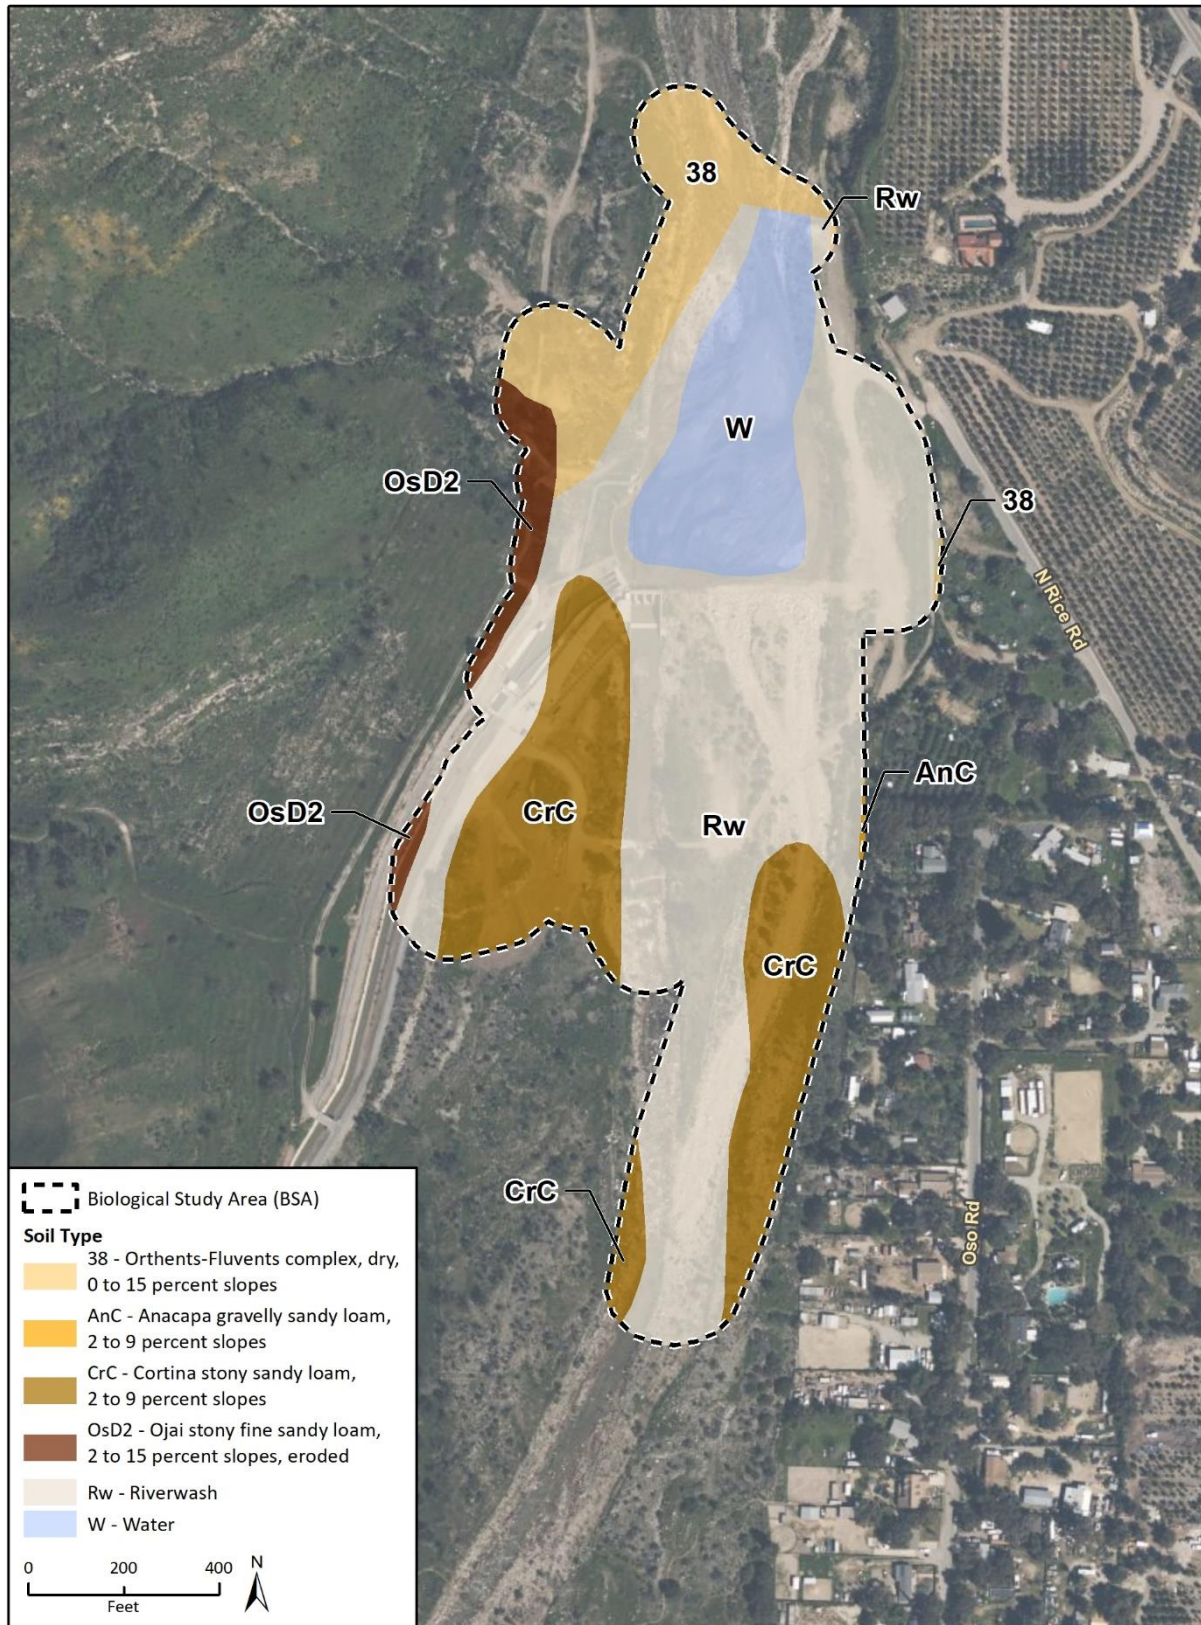 38
Rw
W
OsD2
38
N Rice Rd
AnC
OsD2
CrC
Rw
CrC
CrC
Oso Rd
Biological Study Area (BSA)
Soil Type
38 - Orthents-Fluvents complex, dry,
0 to 15 percent slopes
AnC - Anacapa gravelly sandy loam,
2 to 9 percent slopes
CrC - Cortina stony sandy loam,
2 to 9 percent slopes
OsD2 - Ojai stony fine sandy loam,
2 to 15 percent slopes, eroded
Rw - Riverwash
W - Water
0 200 400
Feet
N